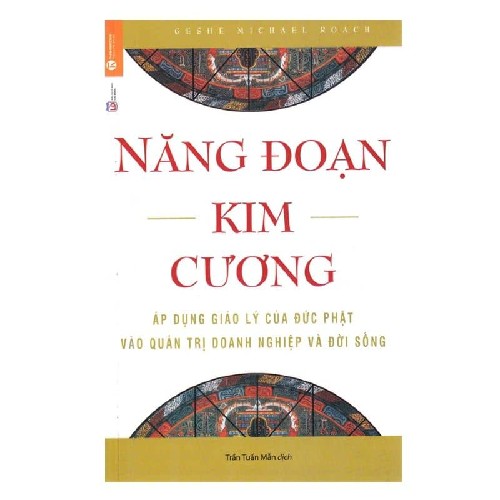 GESHE MICHAEL ROACH
NĂNG ĐOẠN
KIM
CƯƠNG
ÁP DỤNG GIÁO LÝ CỦA ĐỨC PHẬT
VÀO QUẢN TRỊ DOANH NGHIỆP VÀ ĐỜI SỐNG
Trần Tuấn Mẫn dịch